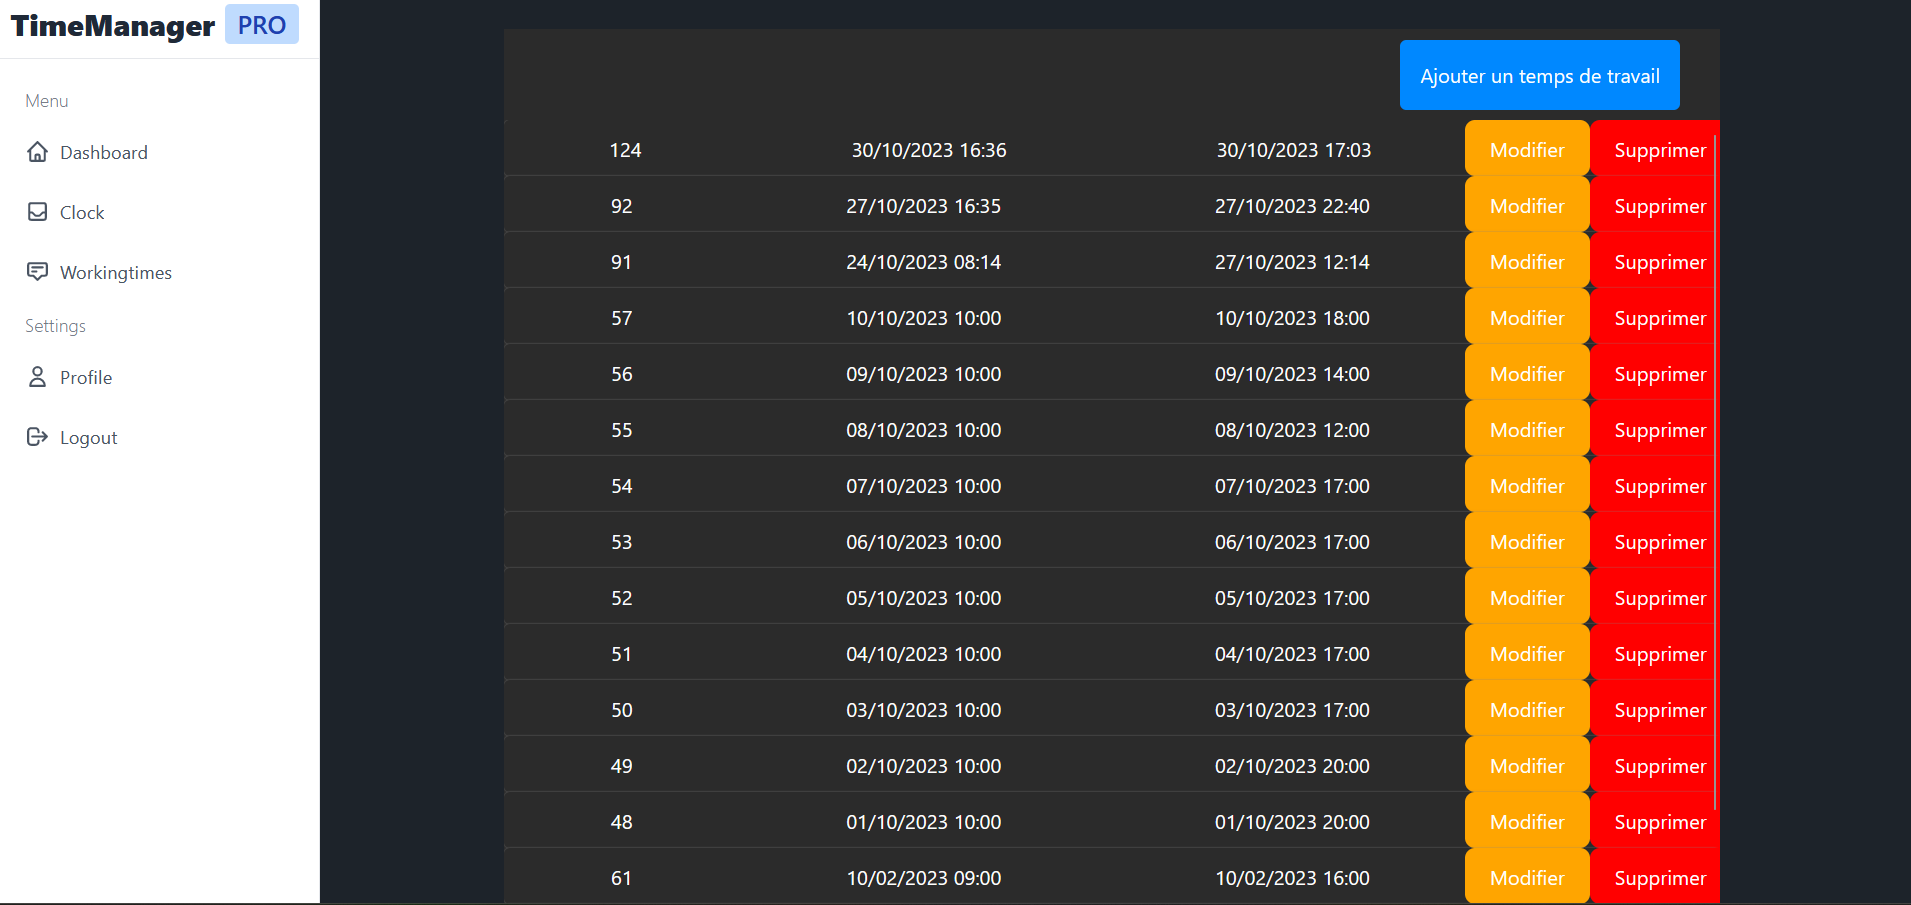 TimeManager PRO
Menu
Dashboard
Clock
Workingtimes
Settings
Profile
Logout
Ajouter un temps de travail
124 30/10/2023 16:36 30/10/2023 17:03 Modifier Supprimer
92 27/10/2023 16:35 27/10/2023 22:40 Modifier Supprimer
91 24/10/2023 08:14 27/10/2023 12:14 Modifier Supprimer
57 10/10/2023 10:00 10/10/2023 18:00 Modifier Supprimer
56 09/10/2023 10:00 09/10/2023 14:00 Modifier Supprimer
55 08/10/2023 10:00 08/10/2023 12:00 Modifier Supprimer
54 07/10/2023 10:00 07/10/2023 17:00 Modifier Supprimer
53 06/10/2023 10:00 06/10/2023 17:00 Modifier Supprimer
52 05/10/2023 10:00 05/10/2023 17:00 Modifier Supprimer
51 04/10/2023 10:00 04/10/2023 17:00 Modifier Supprimer
50 03/10/2023 10:00 03/10/2023 17:00 Modifier Supprimer
49 02/10/2023 10:00 02/10/2023 20:00 Modifier Supprimer
48 01/10/2023 10:00 01/10/2023 20:00 Modifier Supprimer
61 10/02/2023 09:00 10/02/2023 16:00 Modifier Supprimer